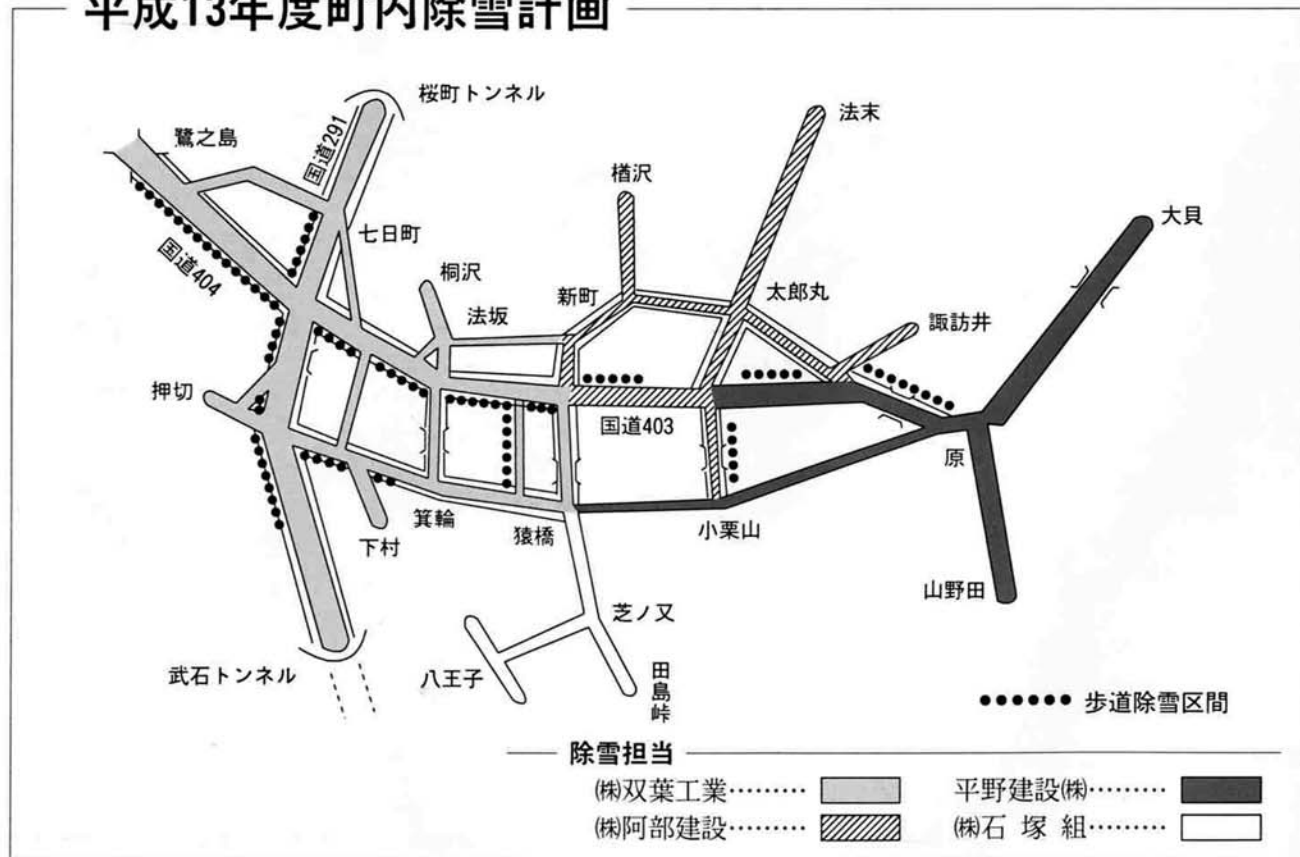 平成13年度町内除雪計画
桜町トンネル
鷺之島
国道291
法末
楢沢
大貝
七日町
国道404
桐沢
新町
太郎丸
法坂
諏訪井
押切
国道403
原
箕輪
猿橋
小栗山
下村
山野田
芝ノ又
武石トンネル
八王子
田島峠
●●●●●● 歩道除雪区間
除雪担当
㈱双葉工業………
平野建設㈱………
㈱阿部建設………
㈱石塚組………